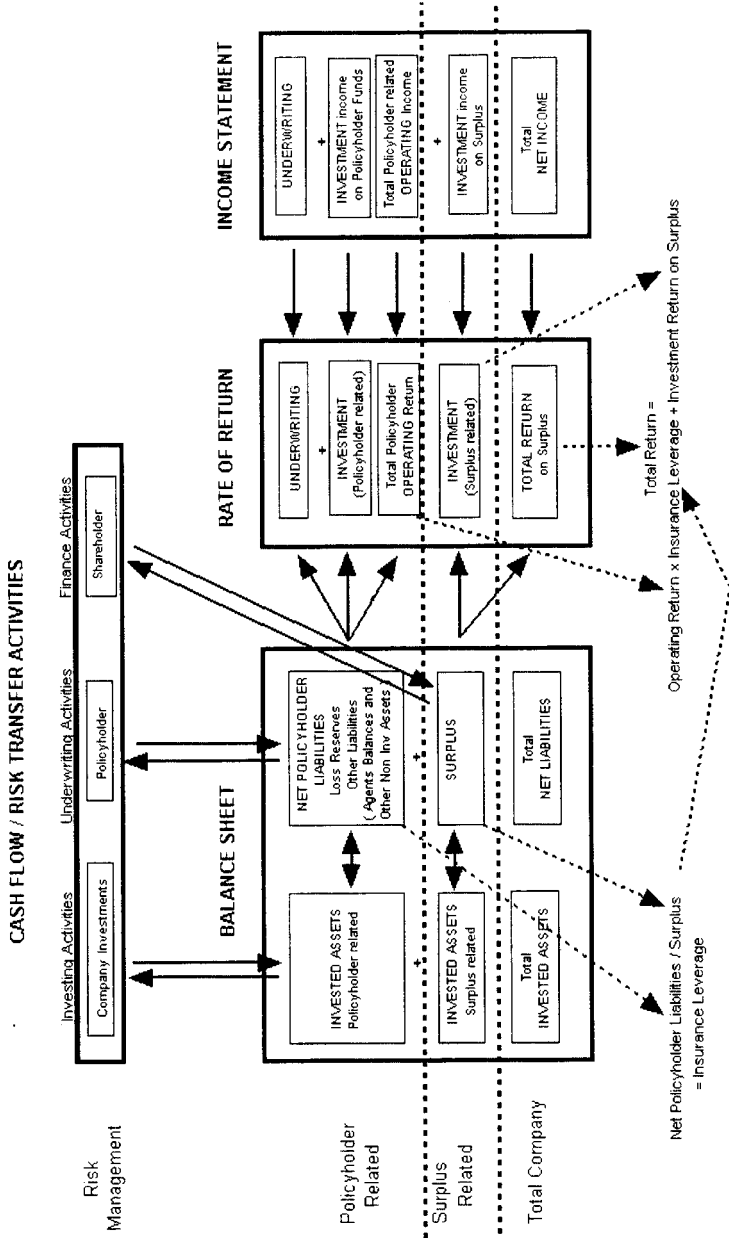 CASH FLOW / RISK TRANSFER ACTIVITIES
Risk
Management
Investing Activities
Underwriting Activities
Finance Activities
Company Investments
Policyholder
Shareholder
BALANCE SHEET
RATE OF RETURN
INCOME STATEMENT
Policyholder
Related
INVESTED ASSETS
Policyholder related
NET POLICYHOLDER
LIABILITIES
Loss Reserves
Other Liabilities
( Agents Balances and
Other Non Inv Assets )
UNDERWRITING
+
INVESTMENT
(Policyholder related)
Total Policyholder
OPERATING Return
UNDERWRITING
+
INVESTMENT income
on Policyholder Funds
Total Policyholder related
OPERATING Income
+
+
+
Surplus
Related
INVESTED ASSETS
Surplus related
SURPLUS
INVESTMENT
(Surplus related)
INVESTMENT income
on Surplus
Total Company
Total
INVESTED ASSETS
Total
NET LIABILITIES
TOTAL RETURN
on Surplus
Total
NET INCOME
Total Return =
Net Policyholder Liabilities / Surplus
= Insurance Leverage
Operating Return x Insurance Leverage + Investment Return on Surplus